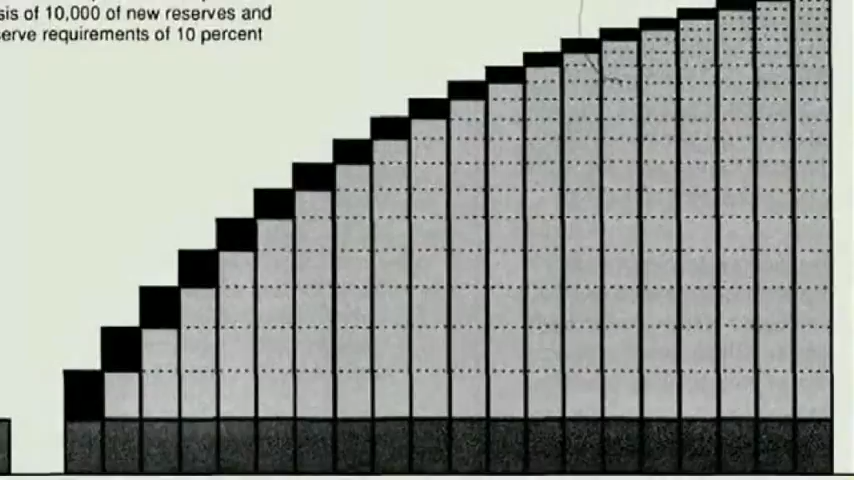 sis of 10,000 of new reserves and
serve requirements of 10 percent